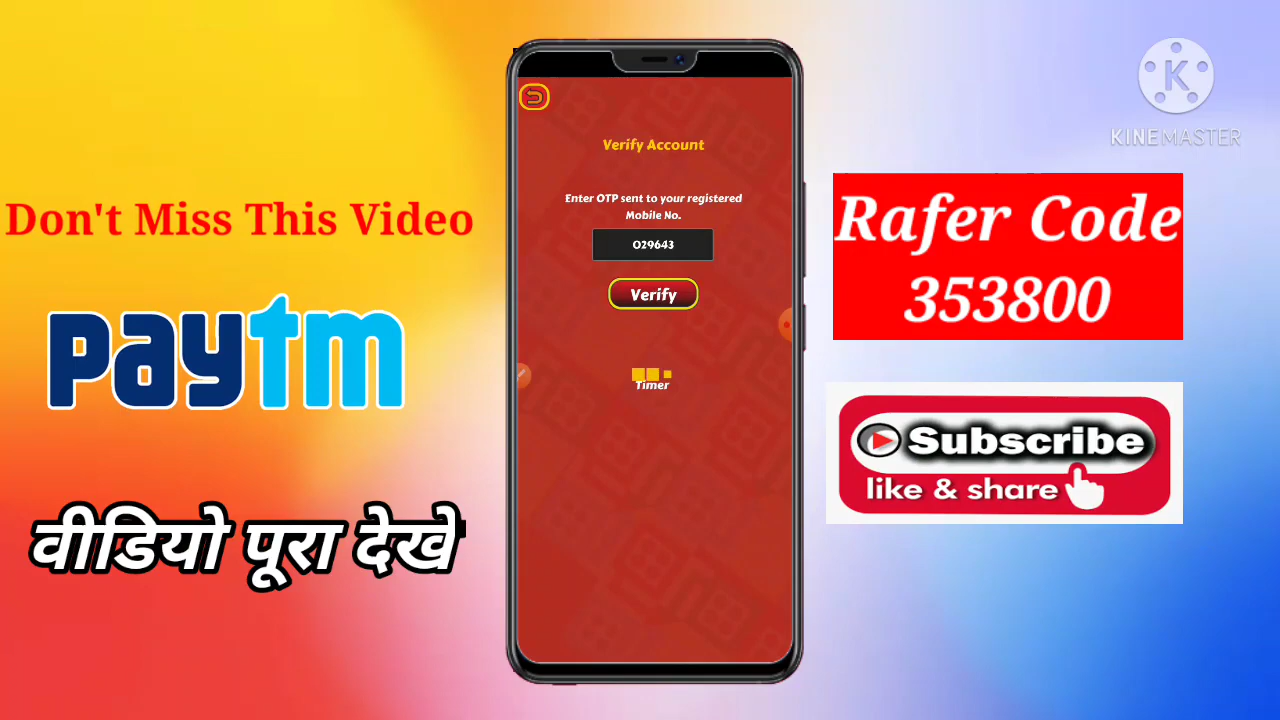 K
KINEMASTER
Verify Account
Don't Miss This Video
Enter OTP sent to your registered
Mobile No.
029643
Verify
Timer
paytm
वीडियो पूरा देखे
Rafer Code
353800
Subscribe
like & share